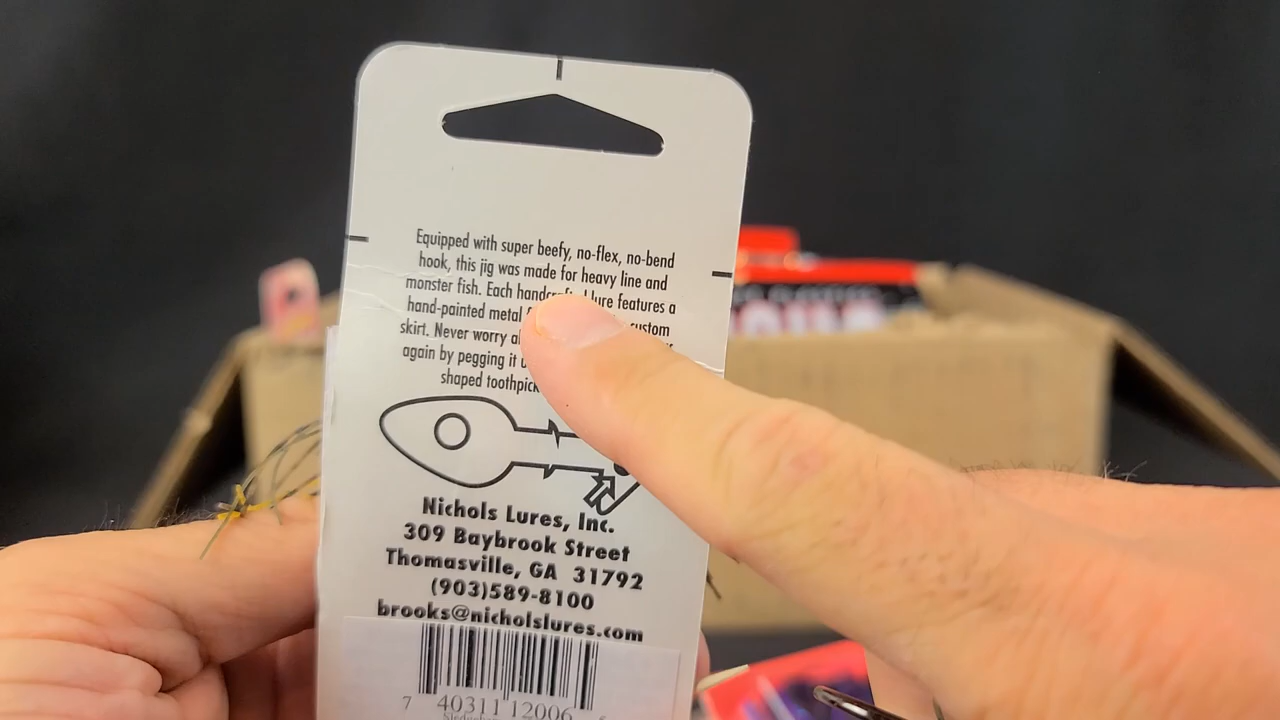 Equipped with super beefy, no-flex, no-bend
hook, this jig was made for heavy line and
monster fish. Each lure features a
hand-painted metal custom
skirt. Never worry
again by pegging it
shaped toothpick
Nichols Lures, Inc.
309 Baybrook Street
Thomasville, GA 31792
(903)589-8100
brooks@nicholslures.com
7 40311 12006